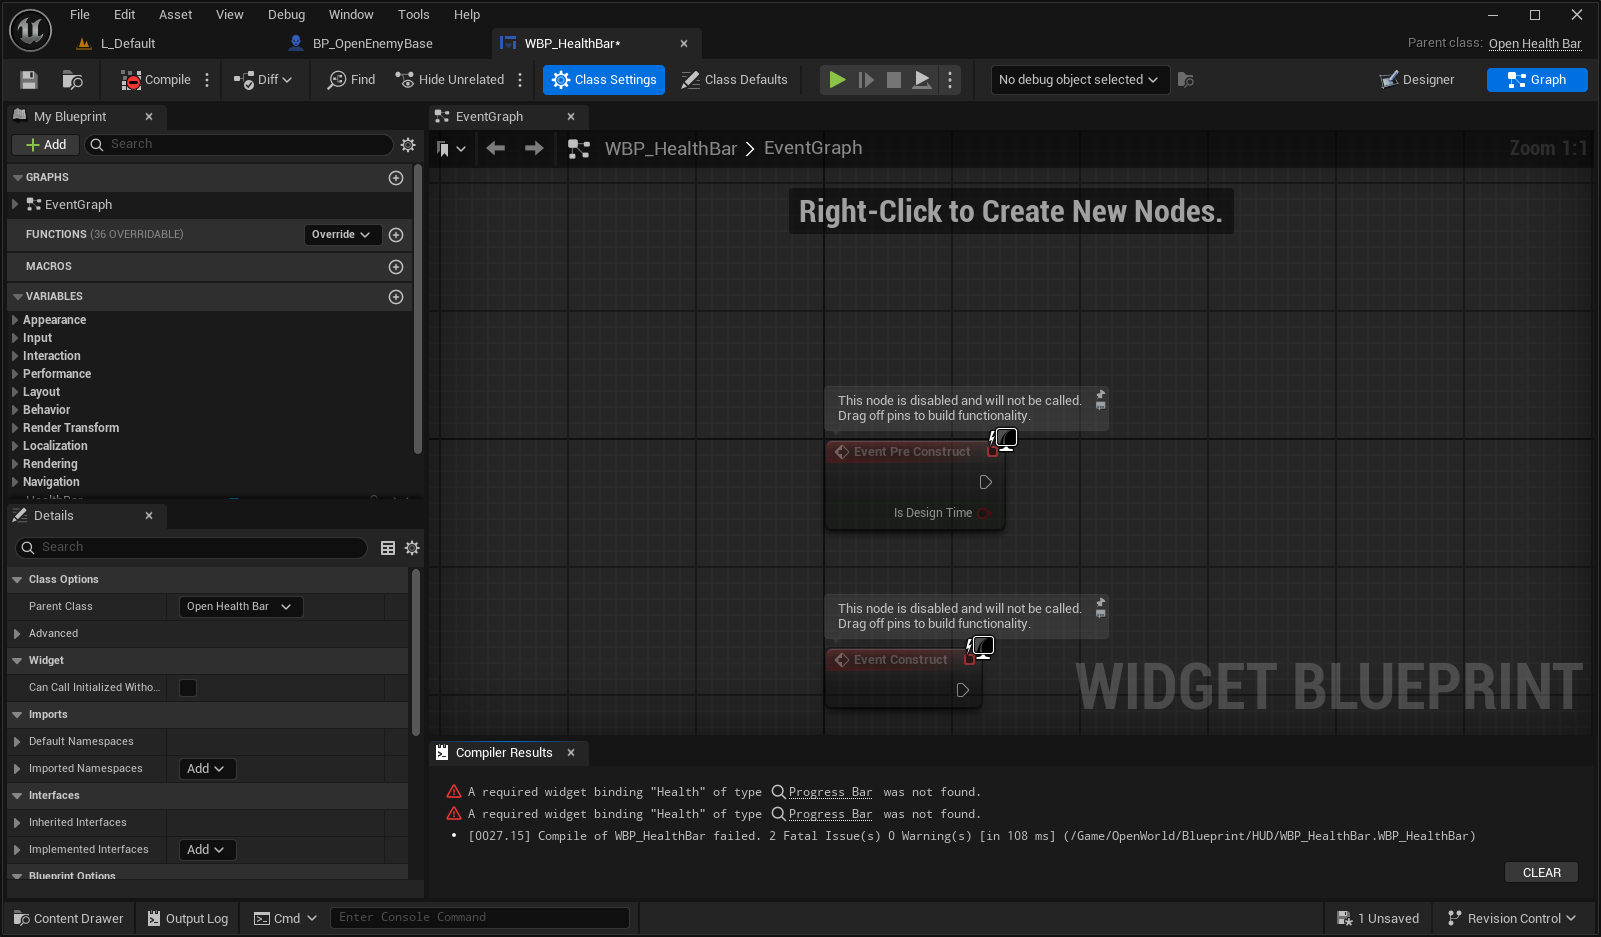 File Edit Asset View Debug Window Tools Help
L_Default BP_OpenEnemyBase WBP_HealthBar* Parent class: Open Health Bar
Compile Diff Find Hide Unrelated Class Settings Class Defaults No debug object selected Designer Graph
My Blueprint
Add Search
GRAPHS
EventGraph
FUNCTIONS (36 OVERRIDABLE) Override
MACROS
VARIABLES
Appearance
Input
Interaction
Performance
Layout
Behavior
Render Transform
Localization
Rendering
Navigation
Details
Search
Class Options
Parent Class Open Health Bar
Advanced
Widget
Can Call Initialized Witho...
Imports
Default Namespaces
Imported Namespaces Add
Interfaces
Inherited Interfaces
Implemented Interfaces Add
Blueprint Options
EventGraph
WBP_HealthBar > EventGraph Zoom 1:1
Right-Click to Create New Nodes.
This node is disabled and will not be called.
Drag off pins to build functionality.
Event Pre Construct
Is Design Time
This node is disabled and will not be called.
Drag off pins to build functionality.
Event Construct
WIDGET BLUEPRINT
Compiler Results
A required widget binding "Health" of type Progress Bar was not found.
A required widget binding "Health" of type Progress Bar was not found.
• [0027.15] Compile of WBP_HealthBar failed. 2 Fatal Issue(s) 0 Warning(s) [in 108 ms] (/Game/OpenWorld/Blueprint/HUD/WBP_HealthBar.WBP_HealthBar)
CLEAR
Content Drawer Output Log Cmd Enter Console Command 1 Unsaved Revision Control